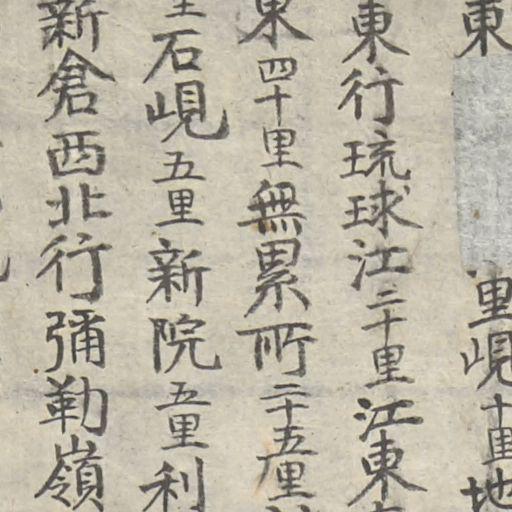 東里峴十里地
東行琉球江二十里江東
東四十里無累所二十五里
里石峴五里新院五里利
新倉西北行彌勒嶺